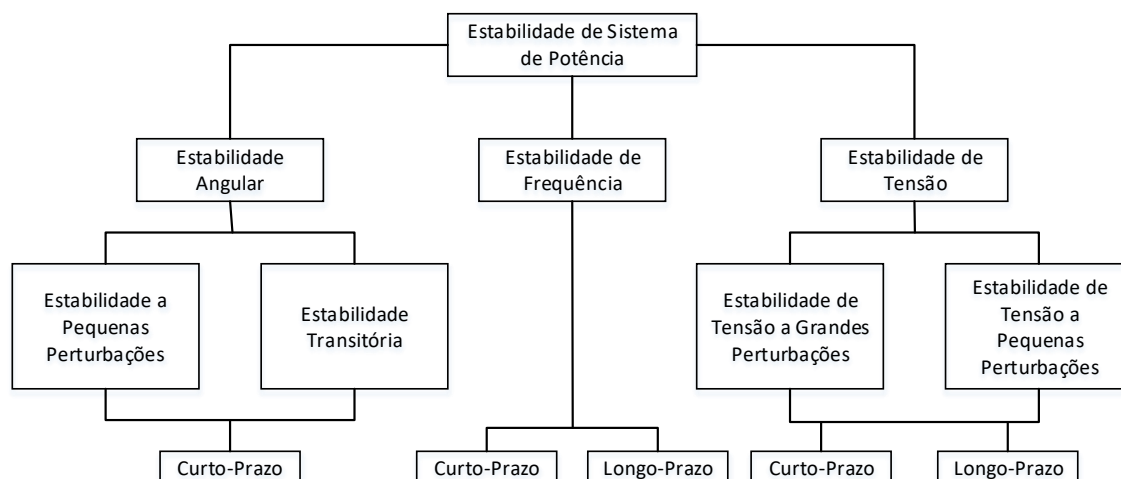 Estabilidade de Sistema
de Potência
Estabilidade
Angular
Estabilidade de
Frequência
Estabilidade de
Tensão
Estabilidade a
Pequenas
Perturbações
Estabilidade
Transitória
Estabilidade de
Tensão a Grandes
Perturbações
Estabilidade de
Tensão a
Pequenas
Perturbações
Curto-Prazo
Curto-Prazo
Longo-Prazo
Curto-Prazo
Longo-Prazo